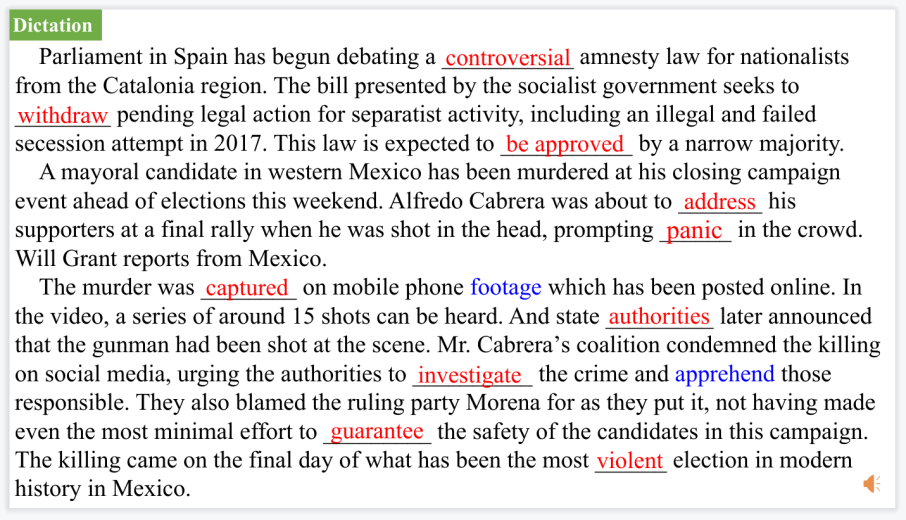 Dictation
Parliament in Spain has begun debating a controversial amnesty law for nationalists
from the Catalonia region. The bill presented by the socialist government seeks to
withdraw pending legal action for separatist activity, including an illegal and failed
secession attempt in 2017. This law is expected to be approved by a narrow majority.
A mayoral candidate in western Mexico has been murdered at his closing campaign
event ahead of elections this weekend. Alfredo Cabrera was about to address his
supporters at a final rally when he was shot in the head, prompting panic in the crowd.
Will Grant reports from Mexico.
The murder was captured on mobile phone footage which has been posted online. In
the video, a series of around 15 shots can be heard. And state authorities later announced
that the gunman had been shot at the scene. Mr. Cabrera’s coalition condemned the killing
on social media, urging the authorities to investigate the crime and apprehend those
responsible. They also blamed the ruling party Morena for as they put it, not having made
even the most minimal effort to guarantee the safety of the candidates in this campaign.
The killing came on the final day of what has been the most violent election in modern
history in Mexico.